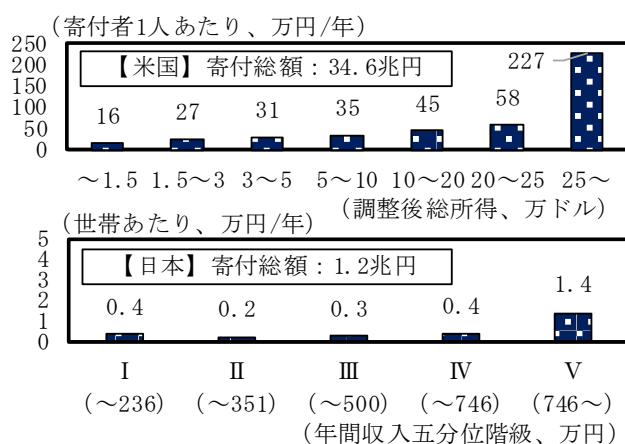 （寄付者1人あたり、万円/年）
250
200
150
100
50
0
【米国】寄付総額：34.6兆円
16 27 31 35 45 58 227
～1.5 1.5～3 3～5 5～10 10～20 20～25 25～
（調整後総所得、万ドル）
（世帯あたり、万円/年）
5
4
3
2
1
0
【日本】寄付総額：1.2兆円
0.4 0.2 0.3 0.4 1.4
Ⅰ Ⅱ Ⅲ Ⅳ Ⅴ
（～236） （～351） （～500） （～746） （746～）
（年間収入五分位階級、万円）